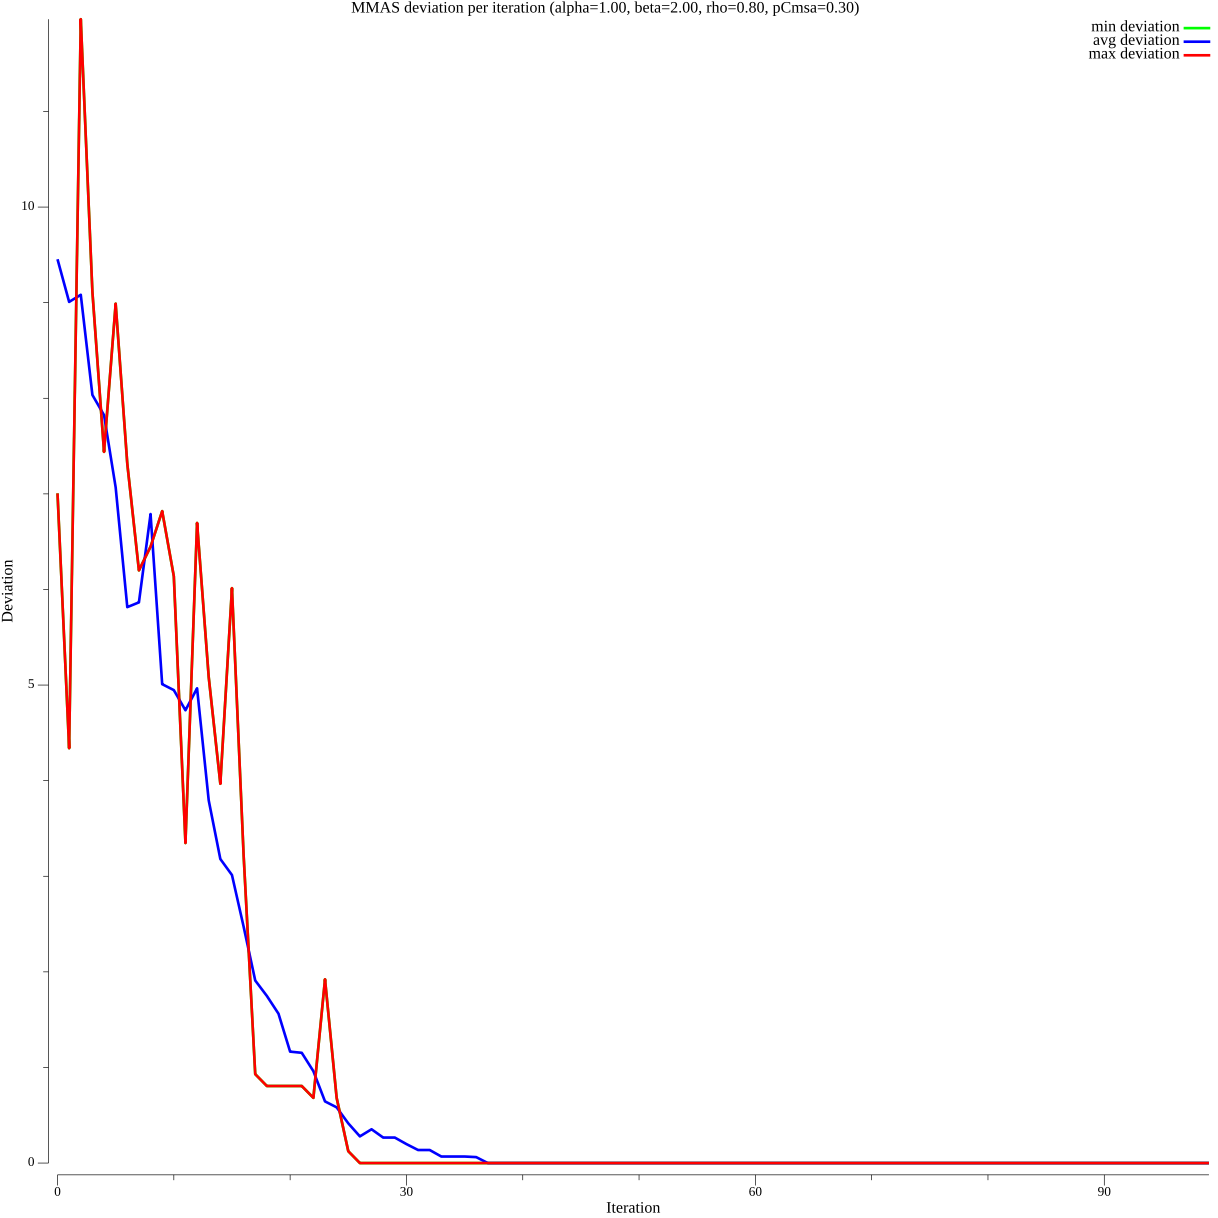 MMAS deviation per iteration (alpha=1.00, beta=2.00, rho=0.80, pCmsa=0.30)
min deviation
avg deviation
max deviation
10
5
0
Deviation
0 30 60 90
Iteration